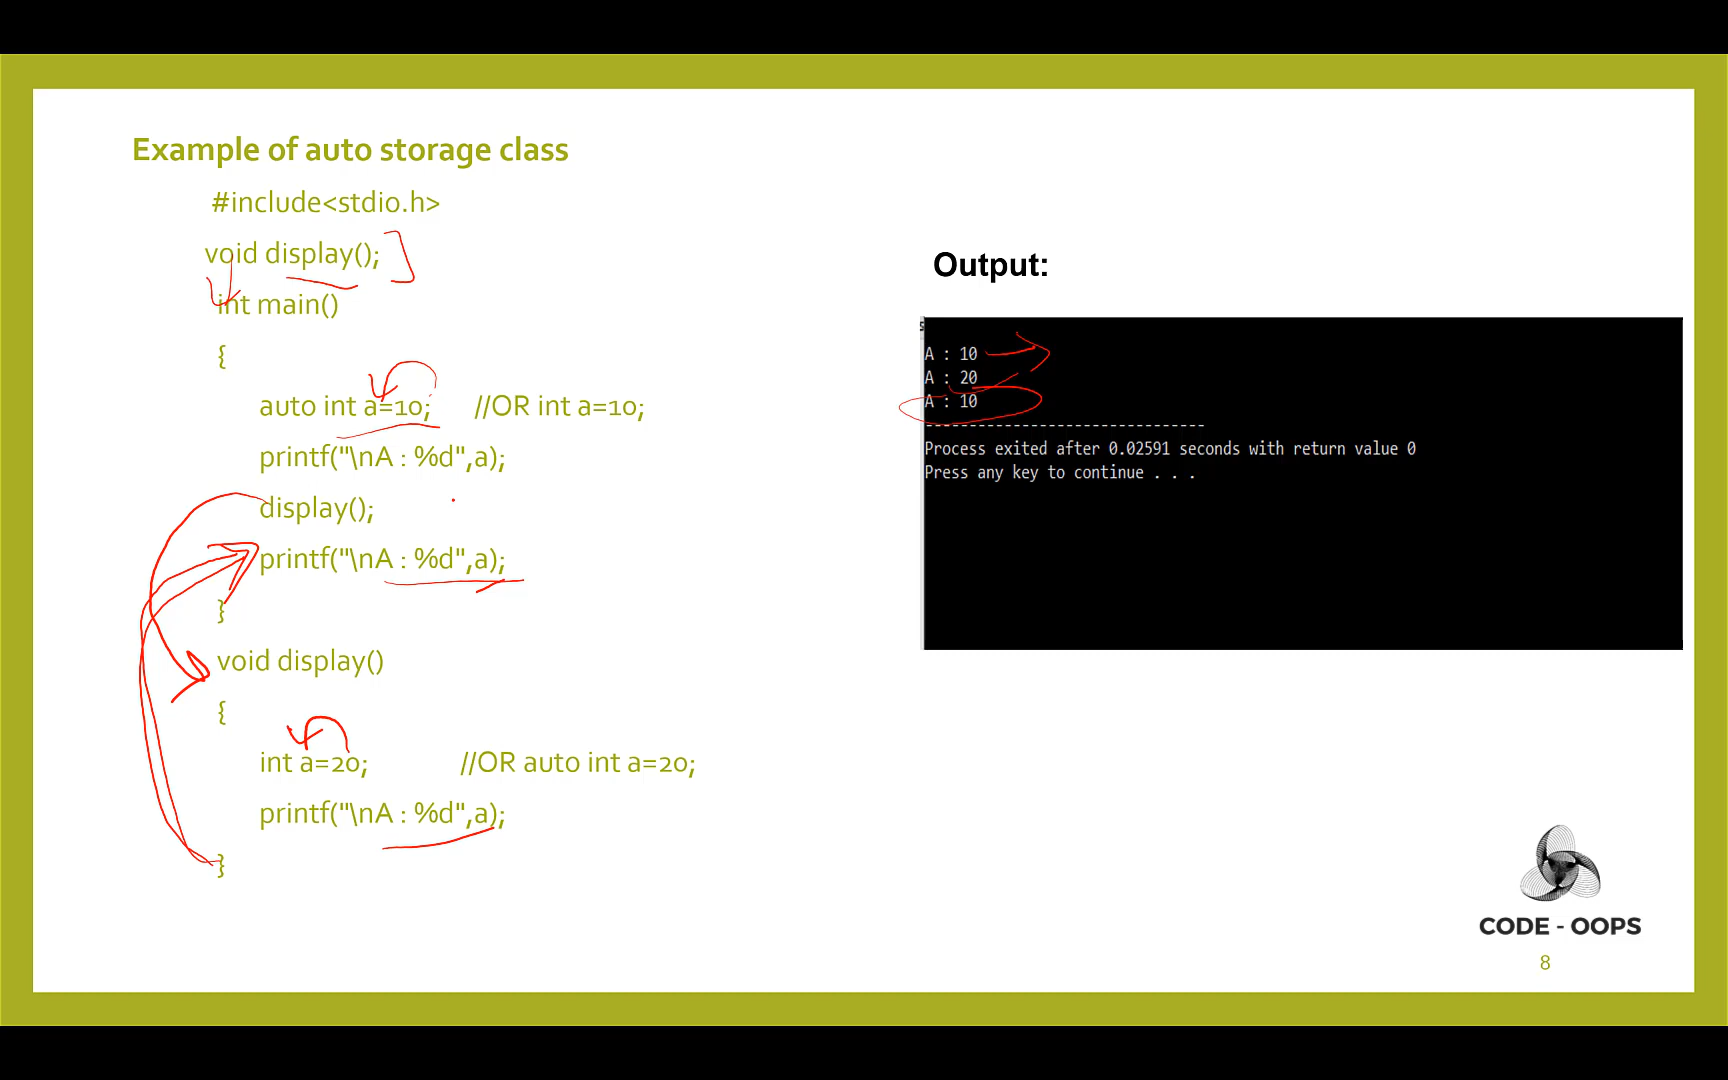 Example of auto storage class
#include<stdio.h>
void display();
int main()
{
auto int a=10; //OR int a=10;
printf("\nA : %d",a);
display();
printf("\nA : %d",a);
}
void display()
{
int a=20; //OR auto int a=20;
printf("\nA : %d",a);
}
Output:
A : 10
A : 20
A : 10
--------------------------------
Process exited after 0.02591 seconds with return value 0
Press any key to continue . . .
CODE - OOPS
8